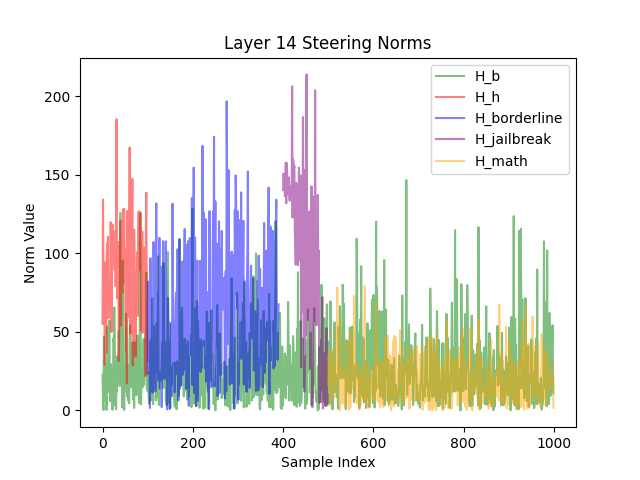 Layer 14 Steering Norms
Norm Value
200
150
100
50
0
H_b
H_h
H_borderline
H_jailbreak
H_math
0
200
400
600
800
1000
Sample Index